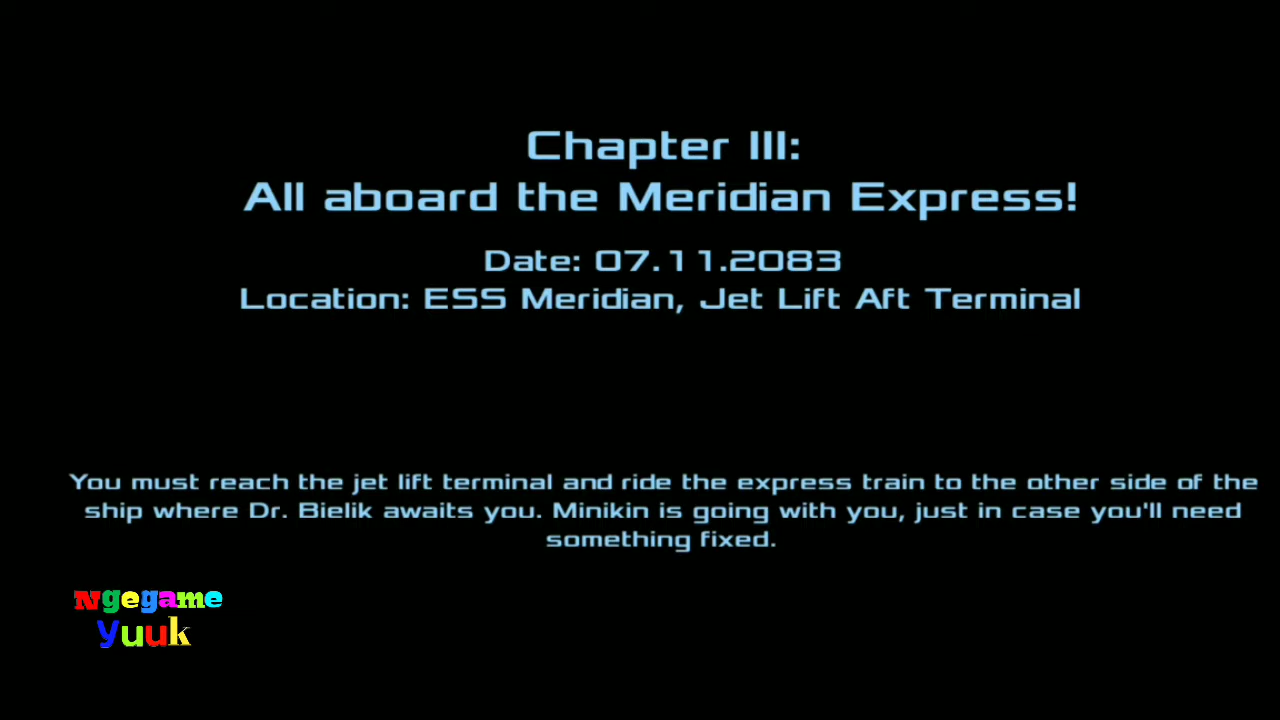 Chapter III:
All aboard the Meridian Express!
Date: 07.11.2083
Location: ESS Meridian, Jet Lift Aft Terminal
You must reach the jet lift terminal and ride the express train to the other side of the
ship where Dr. Bielik awaits you. Minikin is going with you, just in case you'll need
something fixed.
Ngegame
Yuuk